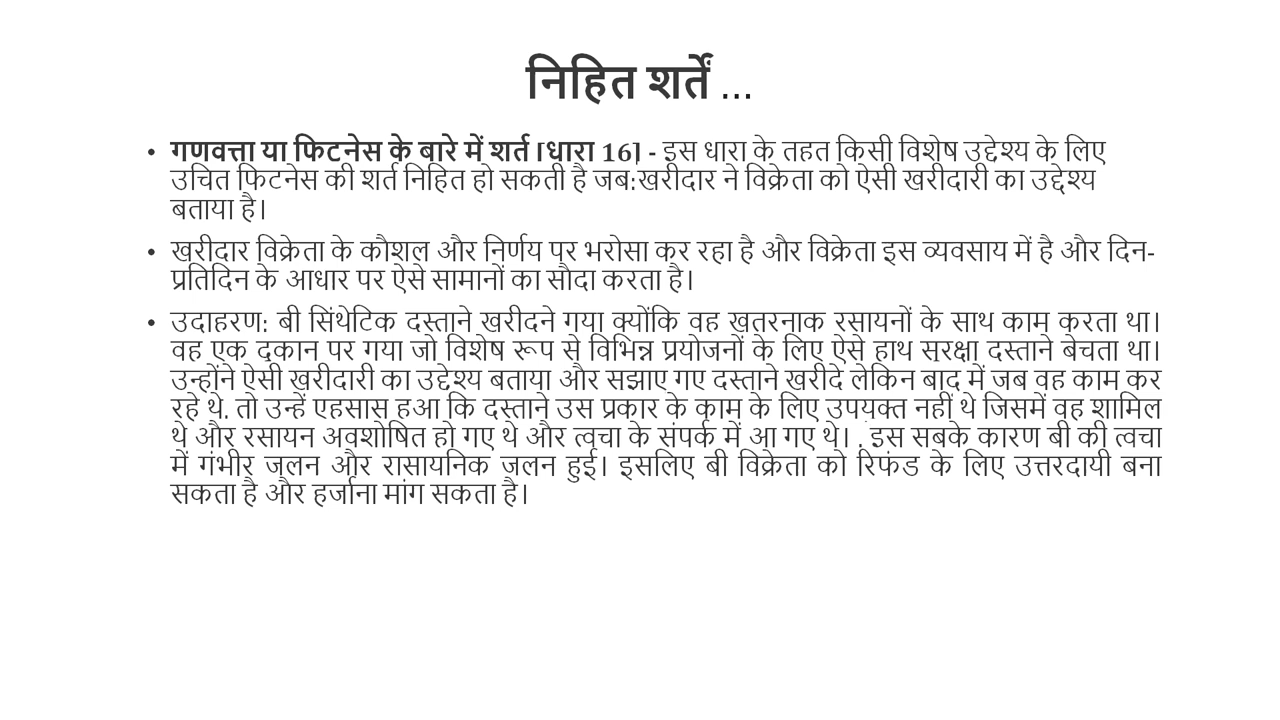 निहित शर्तें ...
• गुणवत्ता या फिटनेस के बारे में शर्त [धारा 16] - इस धारा के तहत किसी विशेष उद्देश्य के लिए
उचित फिटनेस की शर्त निहित हो सकती है जब:खरीदार ने विक्रेता को ऐसी खरीदारी का उद्देश्य
बताया है।
• खरीदार विक्रेता के कौशल और निर्णय पर भरोसा कर रहा है और विक्रेता इस व्यवसाय में है और दिन-
प्रतिदिन के आधार पर ऐसे सामानों का सौदा करता है।
• उदाहरण: बी सिंथेटिक दस्ताने खरीदने गया क्योंकि वह खतरनाक रसायनों के साथ काम करता था।
वह एक दुकान पर गया जो विशेष रूप से विभिन्न प्रयोजनों के लिए ऐसे हाथ सुरक्षा दस्ताने बेचता था।
उन्होंने ऐसी खरीदारी का उद्देश्य बताया और सुझाए गए दस्ताने खरीदे लेकिन बाद में जब वह काम कर
रहे थे, तो उन्हें एहसास हुआ कि दस्ताने उस प्रकार के काम के लिए उपयुक्त नहीं थे जिसमें वह शामिल
थे और रसायन अवशोषित हो गए थे और त्वचा के संपर्क में आ गए थे। . इस सबके कारण बी की त्वचा
में गंभीर जलन और रासायनिक जलन हुई। इसलिए बी विक्रेता को रिफंड के लिए उत्तरदायी बना
सकता है और हर्जाना मांग सकता है।